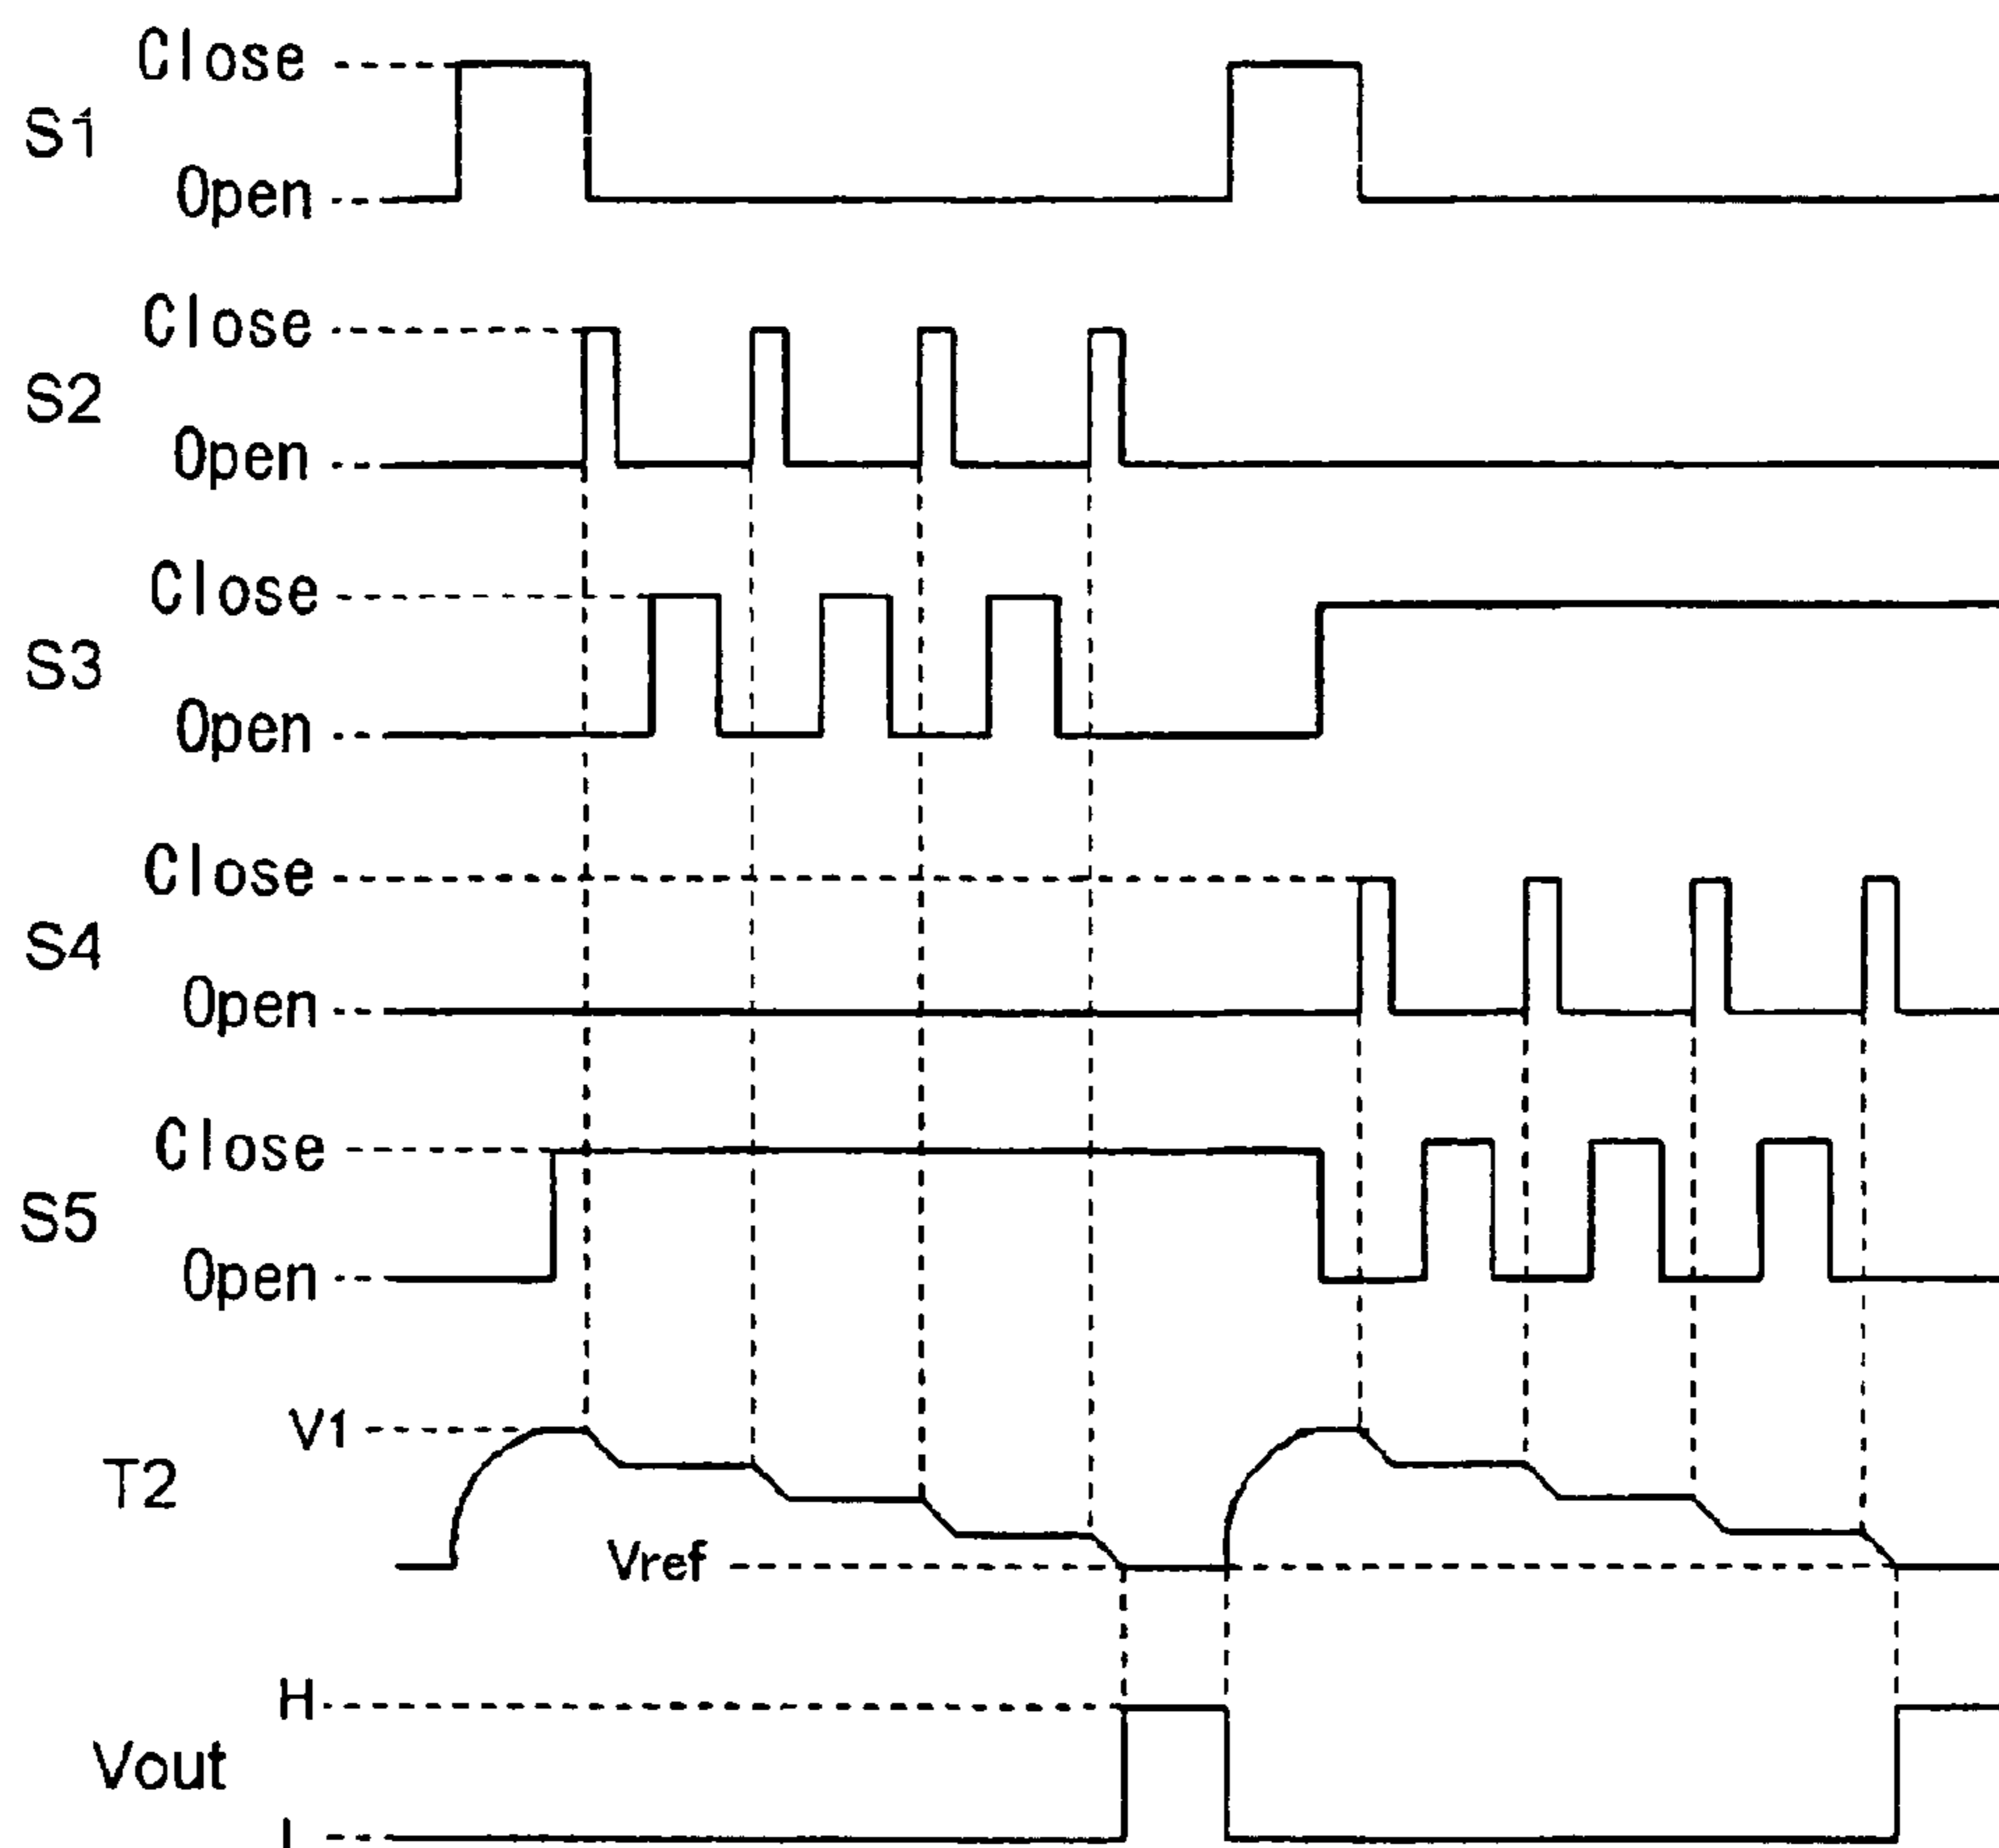 Close
S1
Open
Close
S2
Open
Close
S3
Open
Close
S4
Open
Close
S5
Open
V1
T2
Vref
H
Vout
L